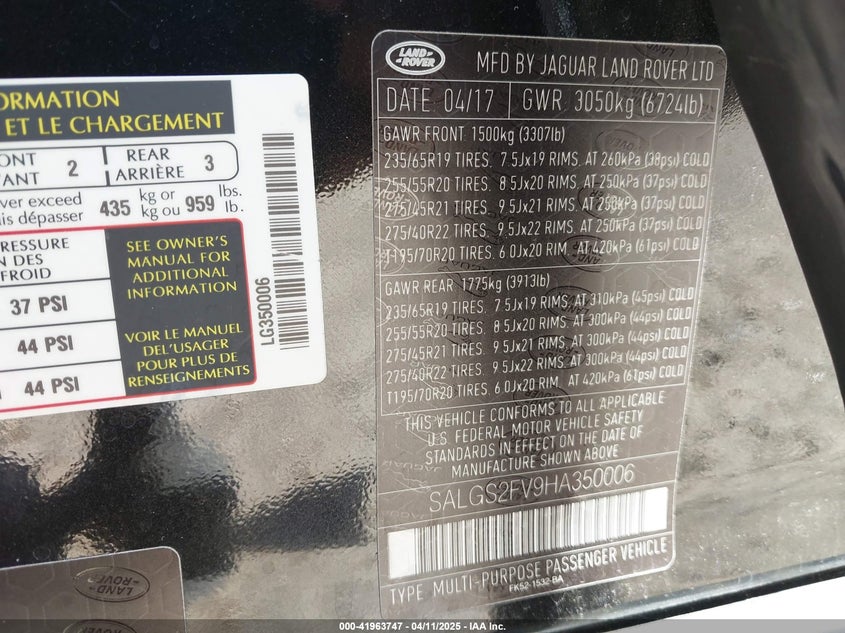 ORMATION
ET LE CHARGEMENT
ONT
ANT 2
REAR
ARRIÈRE 3
ver exceed
ais dépasser
435 kg or
kg ou 959 lbs.
lb.
PRESSURE
N DES
FROID
37 PSI
44 PSI
44 PSI
SEE OWNER'S
MANUAL FOR
ADDITIONAL
INFORMATION
VOIR LE MANUEL
DEL'USAGER
POUR PLUS DE
RENSEIGNEMENTS
LG350006
LAND ROVER
MFD BY JAGUAR LAND ROVER LTD
DATE 04/17 GWR 3050kg (6724lb)
GAWR FRONT 1500kg (3307lb)
235/65R19 TIRES. 7.5Jx19 RIMS. AT 260kPa (38psi) COLD
255/55R20 TIRES. 8.5Jx20 RIMS. AT 250kPa (37psi) COLD
275/45R21 TIRES. 9.5Jx21 RIMS. AT 250kPa (37psi) COLD
275/40R22 TIRES. 9.5Jx22 RIMS. AT 250kPa (37psi) COLD
T195/70R20 TIRES. 6.0Jx20 RIM. AT 420kPa (61psi) COLD
GAWR REAR 1775kg (3913lb)
235/65R19 TIRES. 7.5Jx19 RIMS. AT 310kPa (45psi) COLD
255/55R20 TIRES. 8.5Jx20 RIMS. AT 300kPa (44psi) COLD
275/45R21 TIRES. 9.5Jx21 RIMS. AT 300kPa (44psi) COLD
275/40R22 TIRES. 9.5Jx22 RIMS. AT 300kPa (44psi) COLD
T195/70R20 TIRES. 6.0Jx20 RIM AT 420kPa (61psi) COLD
THIS VEHICLE CONFORMS TO ALL APPLICABLE
U.S. FEDERAL MOTOR VEHICLE SAFETY
STANDARDS IN EFFECT ON THE DATE OF
MANUFACTURE SHOWN ABOVE
SALGS2FV9HA350006
TYPE MULTI-PURPOSE PASSENGER VEHICLE
FK52-1532-BA
LAND ROVER
LAND ROVER
000-41963747 - 04/11/2025 - IAA Inc.